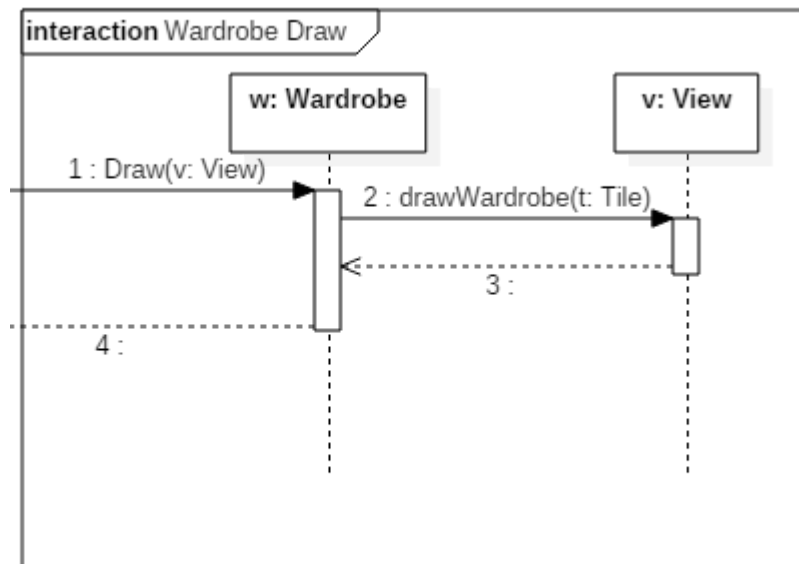 interaction Wardrobe Draw
w: Wardrobe
v: View
1 : Draw(v: View)
2 : drawWardrobe(t: Tile)
3 :
4 :